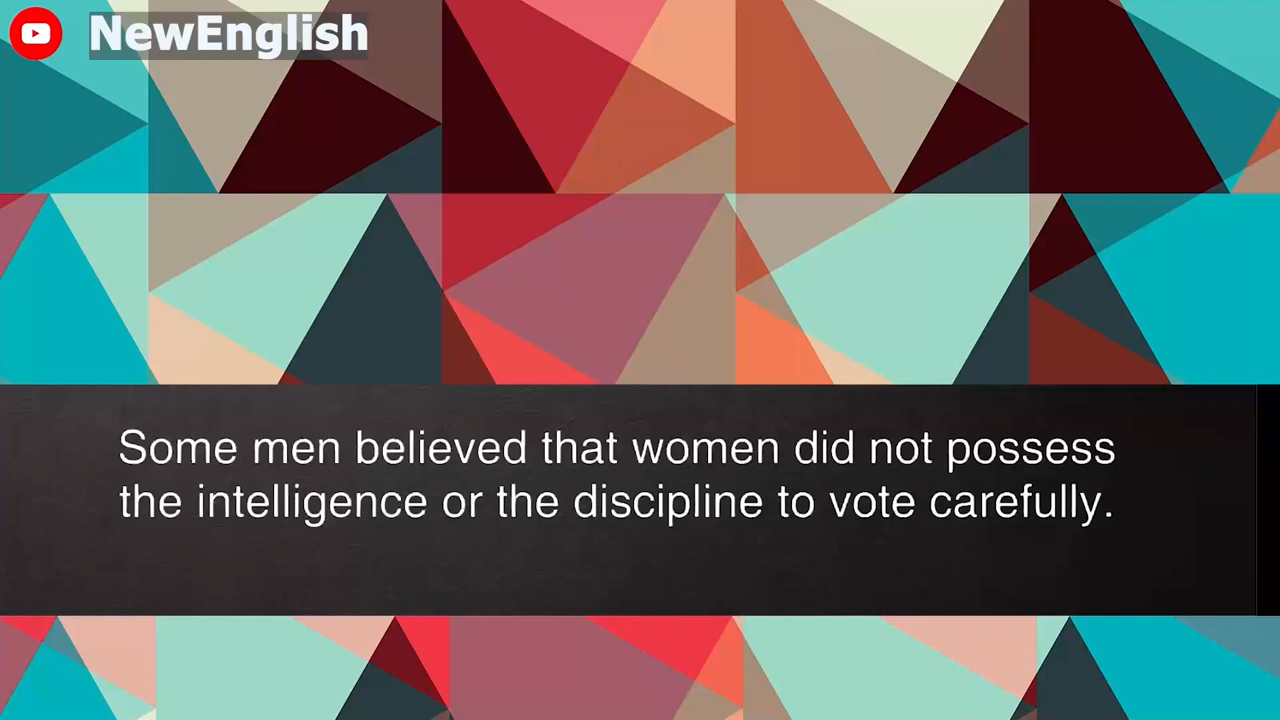 NewEnglish
Some men believed that women did not possess
the intelligence or the discipline to vote carefully.